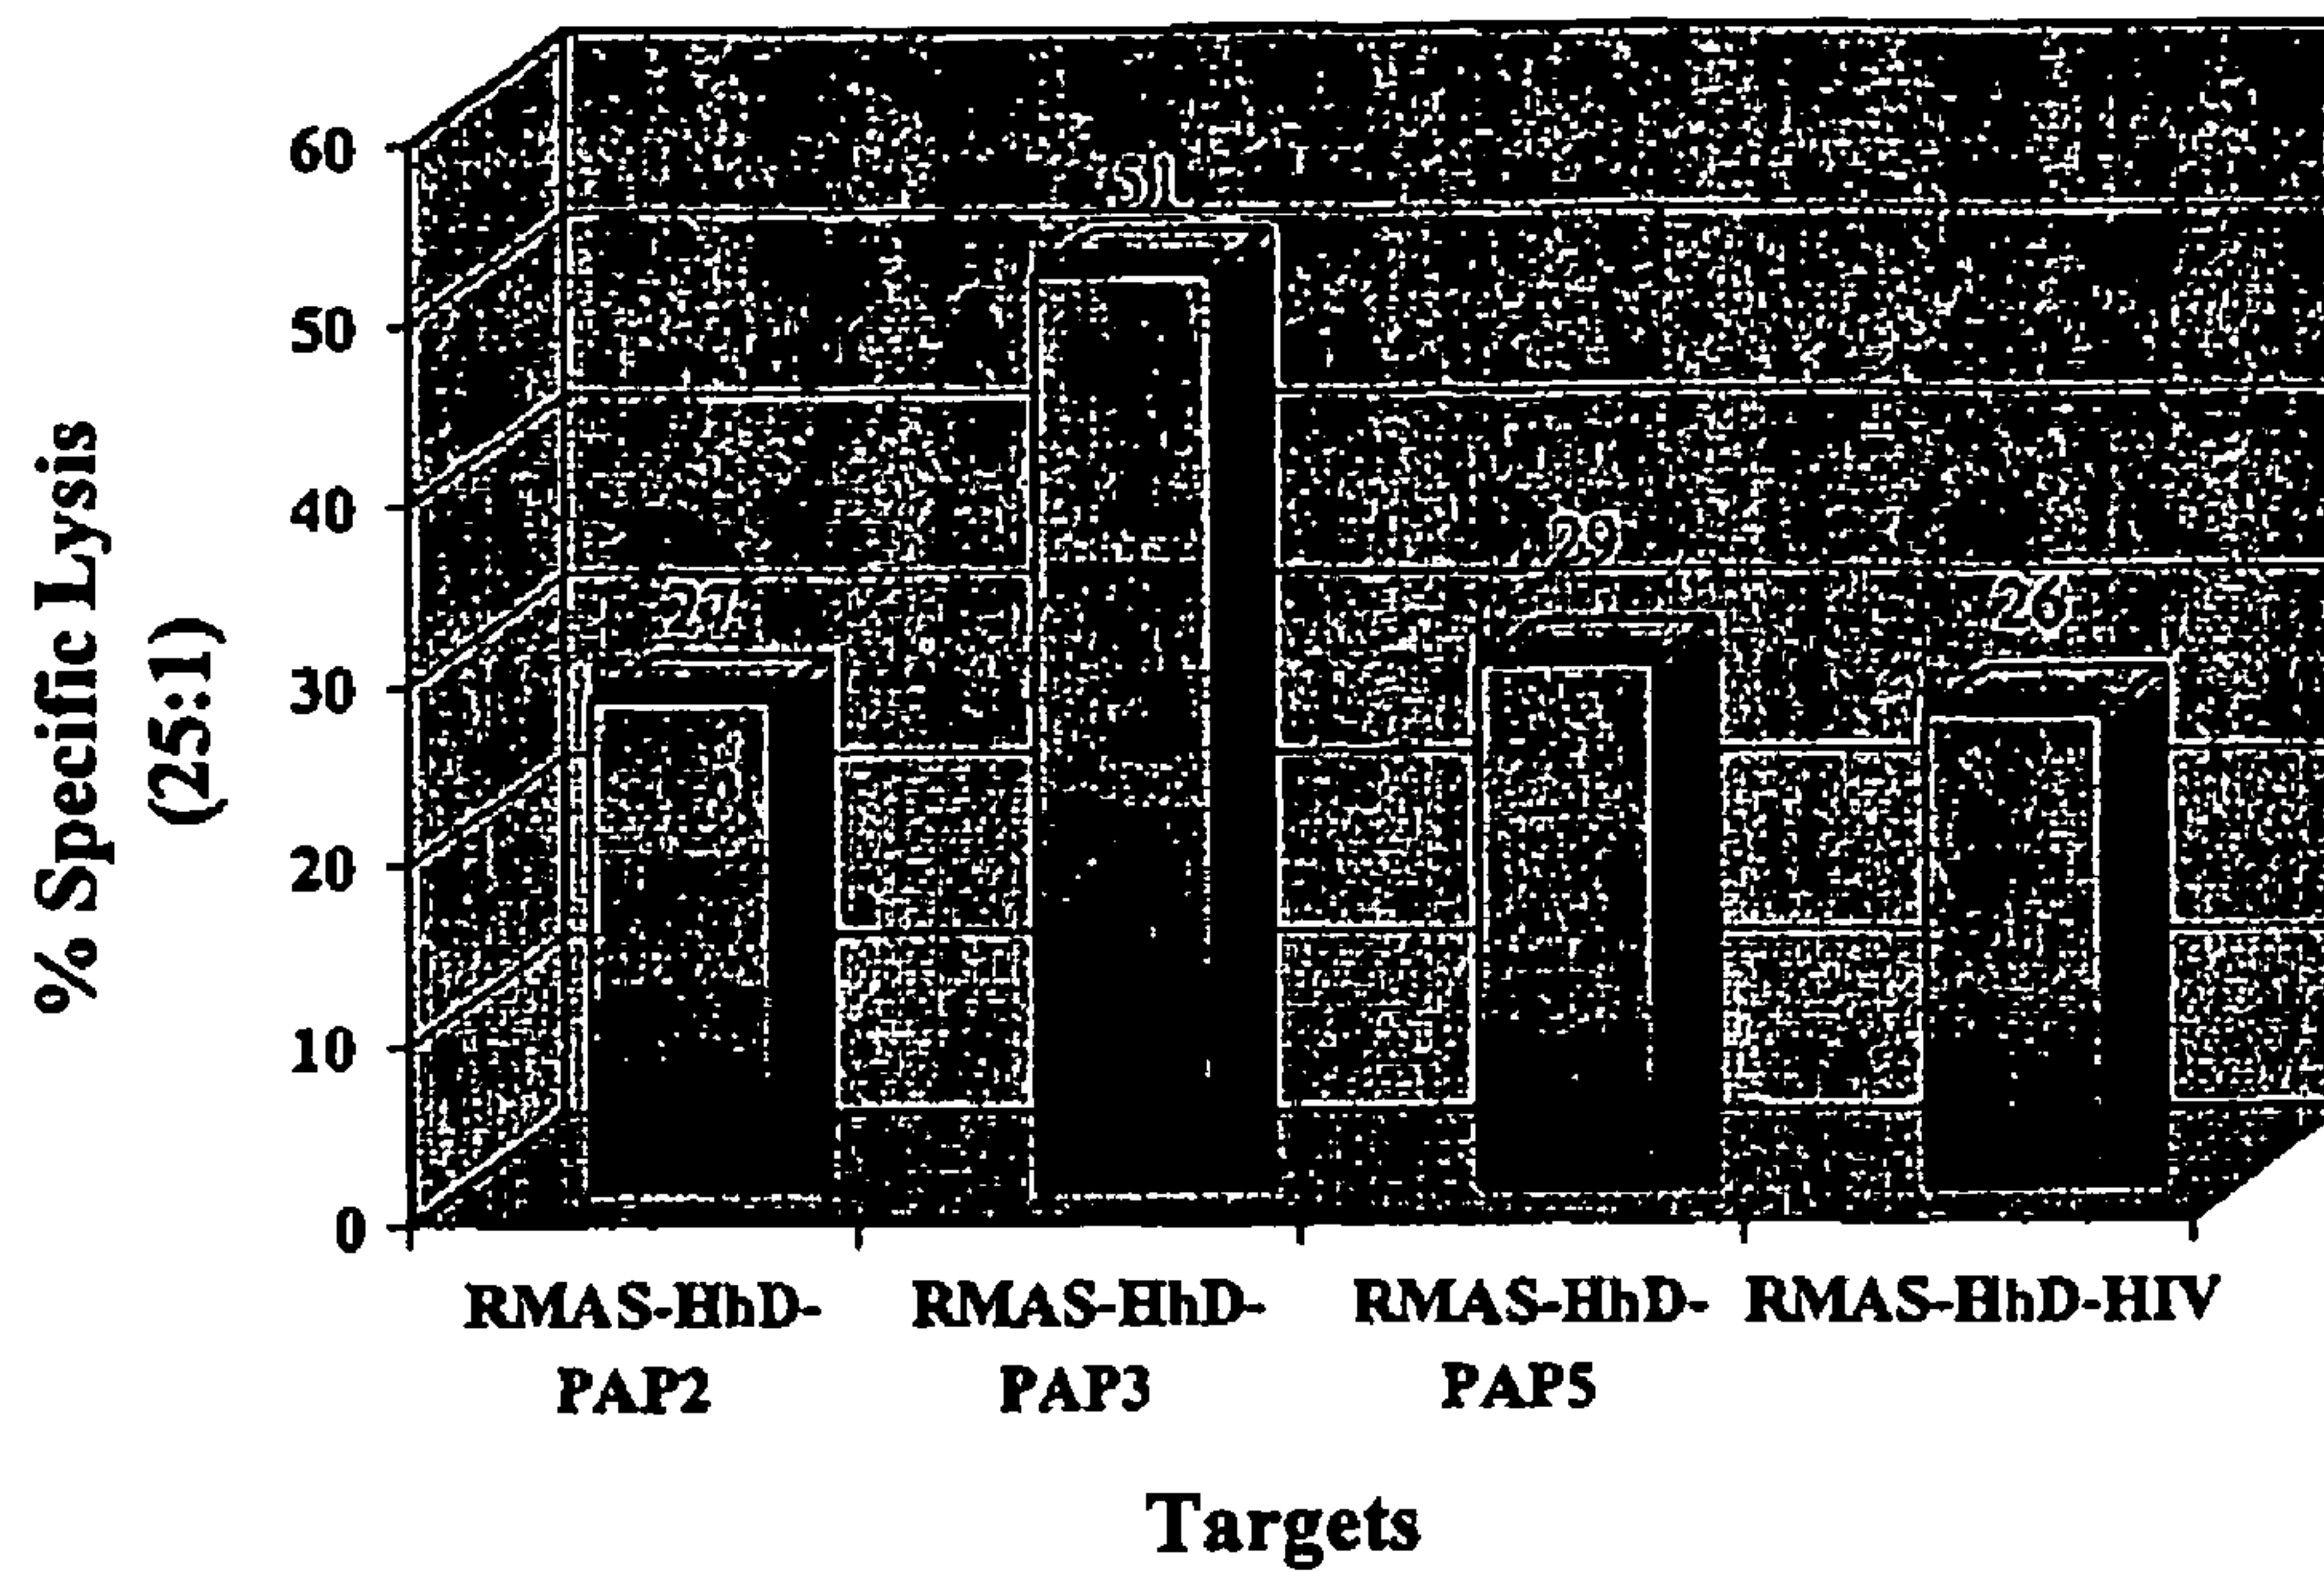 % Specific Lysis
(25:1)
60
50
40
30
20
10
0
27
51
29
26
RMAS-HhD-
PAP2
RMAS-HhD-
PAP3
RMAS-HhD-
PAP5
RMAS-HhD-HIV
Targets